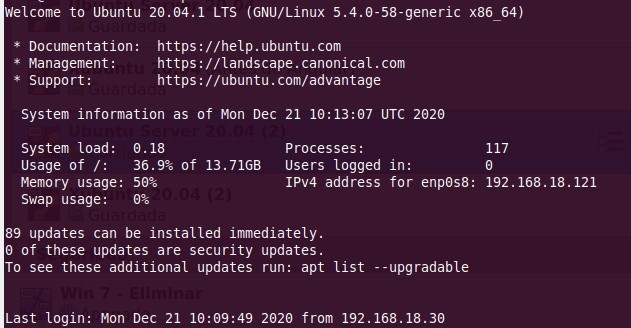 Welcome to Ubuntu 20.04.1 LTS (GNU/Linux 5.4.0-58-generic x86_64)
* Documentation: https://help.ubuntu.com
* Management: https://landscape.canonical.com
* Support: https://ubuntu.com/advantage
System information as of Mon Dec 21 10:13:07 UTC 2020
System load: 0.18 Processes: 117
Usage of /: 36.9% of 13.71GB Users logged in: 0
Memory usage: 50% IPv4 address for enp0s8: 192.168.18.121
Swap usage: 0%
89 updates can be installed immediately.
0 of these updates are security updates.
To see these additional updates run: apt list --upgradable
Last login: Mon Dec 21 10:09:49 2020 from 192.168.18.30
Ubuntu Server 20.04 (2)
Xubuntu 20.04 (2)
Guardada
Win 7 - Eliminar